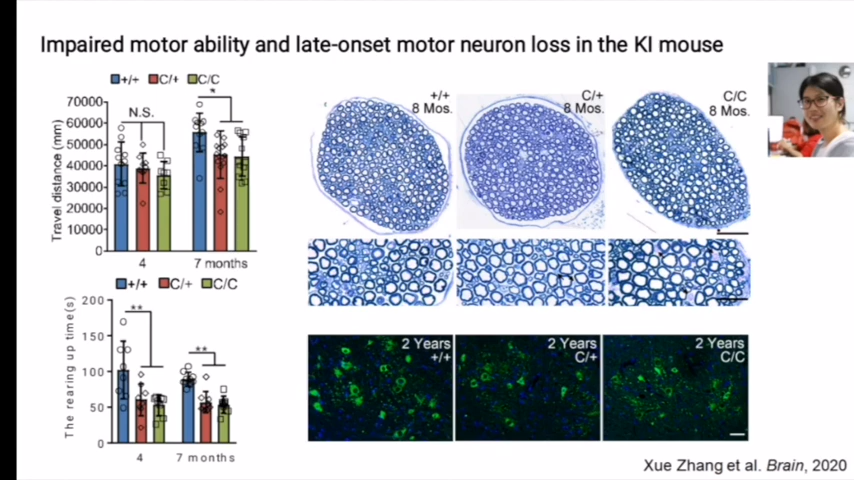 Impaired motor ability and late-onset motor neuron loss in the KI mouse
+/+ C/+ C/C
Travel distance (mm)
70000
60000
50000
40000
30000
20000
10000
0
N.S.
*
4 7 months
+/+ C/+ C/C
The rearing up time(s)
200
150
100
50
0
**
**
4 7 months
+/+
8 Mos.
C/+
8 Mos.
C/C
8 Mos.
2 Years
+/+
2 Years
C/+
2 Years
C/C
Xue Zhang et al. Brain, 2020